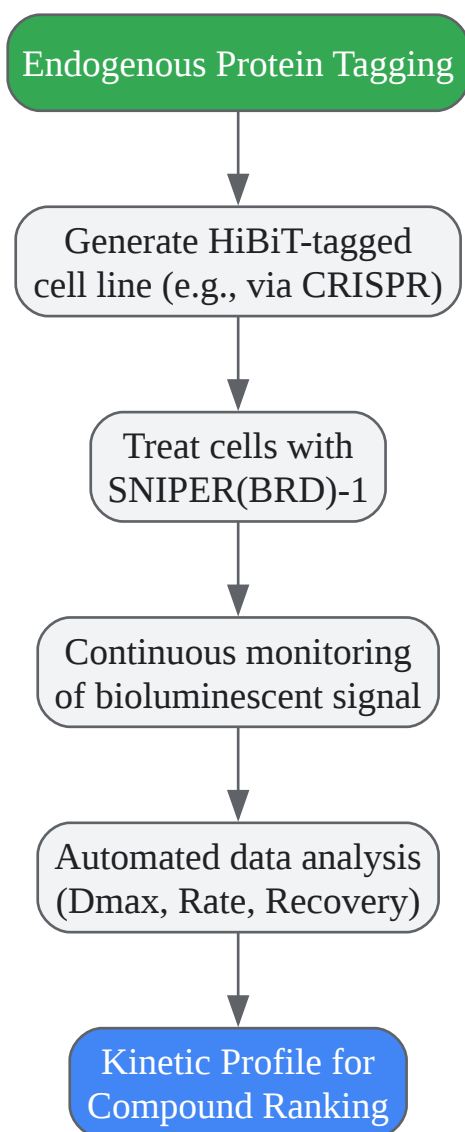 Endogenous Protein Tagging
Generate HiBiT-tagged
cell line (e.g., via CRISPR)
Treat cells with
SNIPER(BRD)-1
Continuous monitoring
of bioluminescent signal
Automated data analysis
(Dmax, Rate, Recovery)
Kinetic Profile for
Compound Ranking